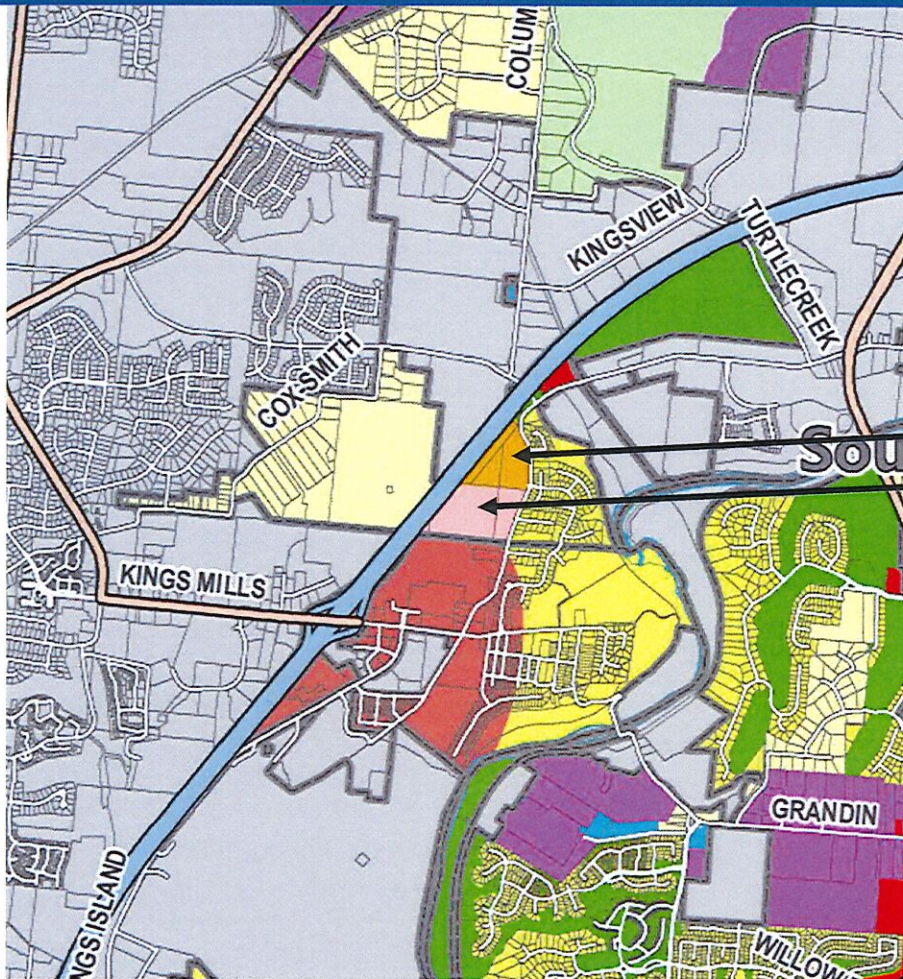 COLUM
KINGSVIEW
TURTLECREEK
COX-SMITH
Sou
KINGS MILLS
GRANDIN
NGS ISLAND
WILLOW